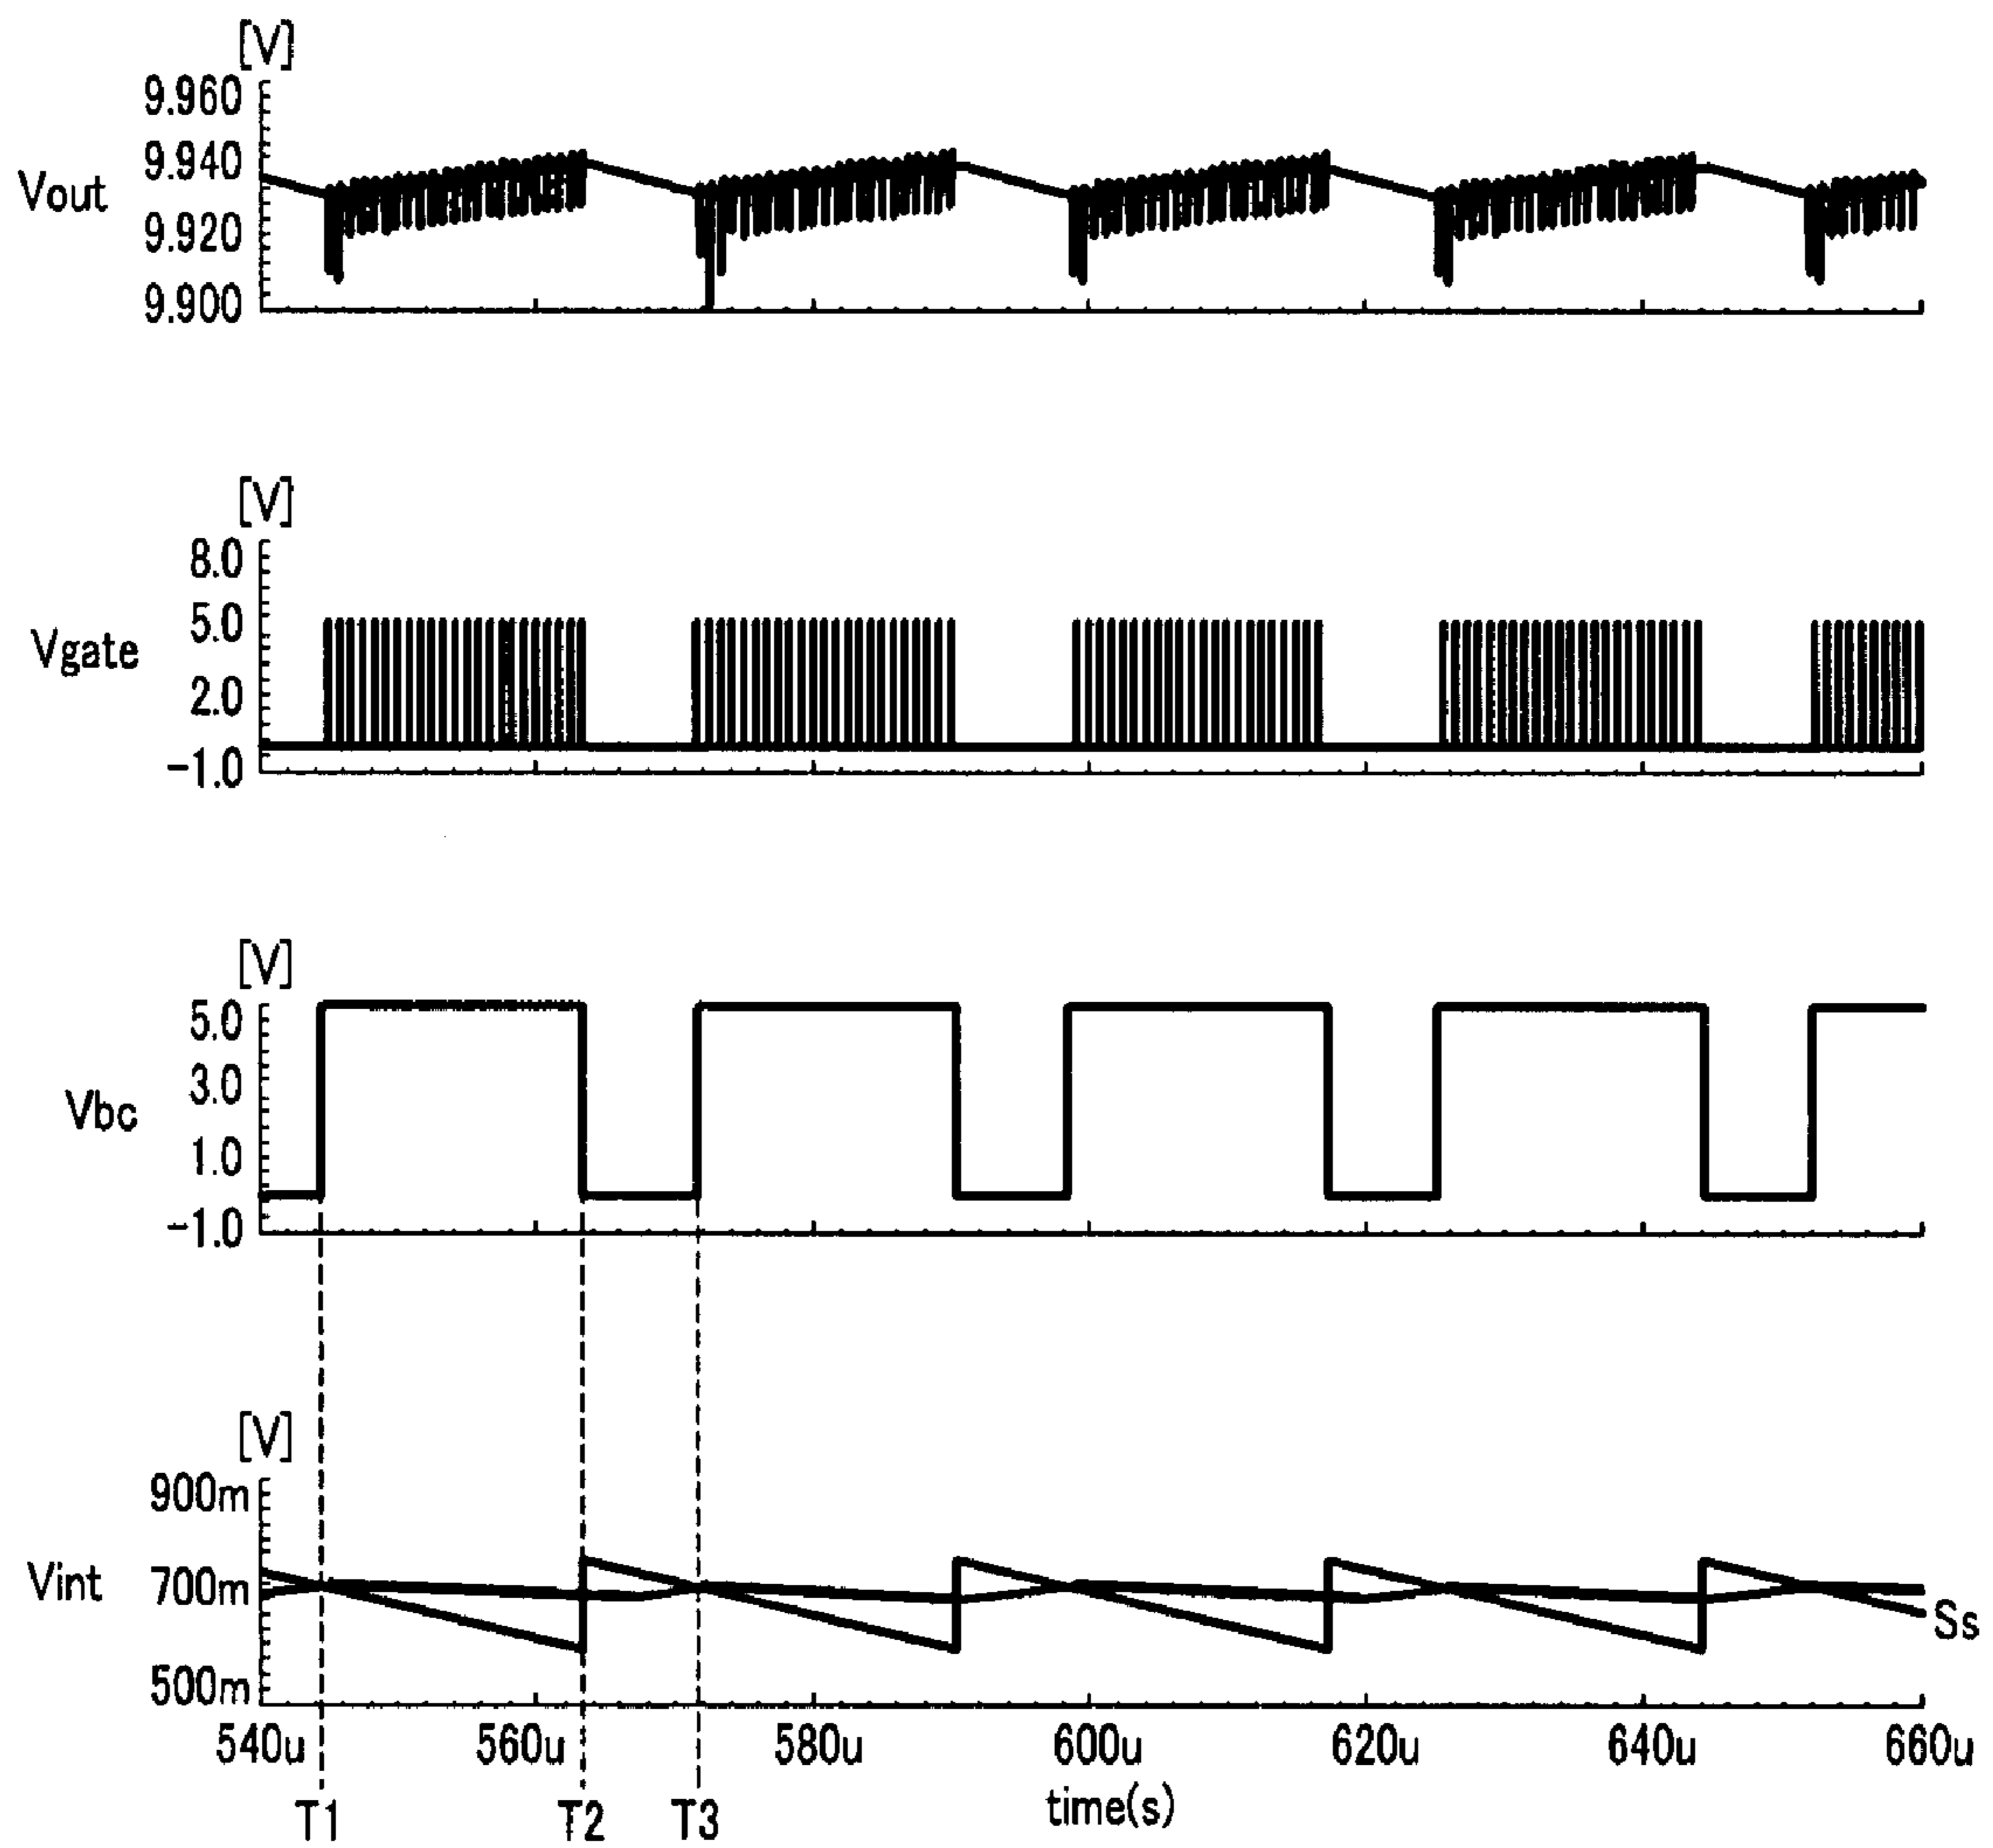 [V]
9.960
9.940
Vout
9.920
9.900
[V]
8.0
5.0
Vgate
2.0
-1.0
[V]
5.0
3.0
Vbc
1.0
-1.0
[V]
900m
Vint
700m
Ss
500m
540u 560u 580u 600u 620u 640u 660u
time(s)
T1 T2 T3